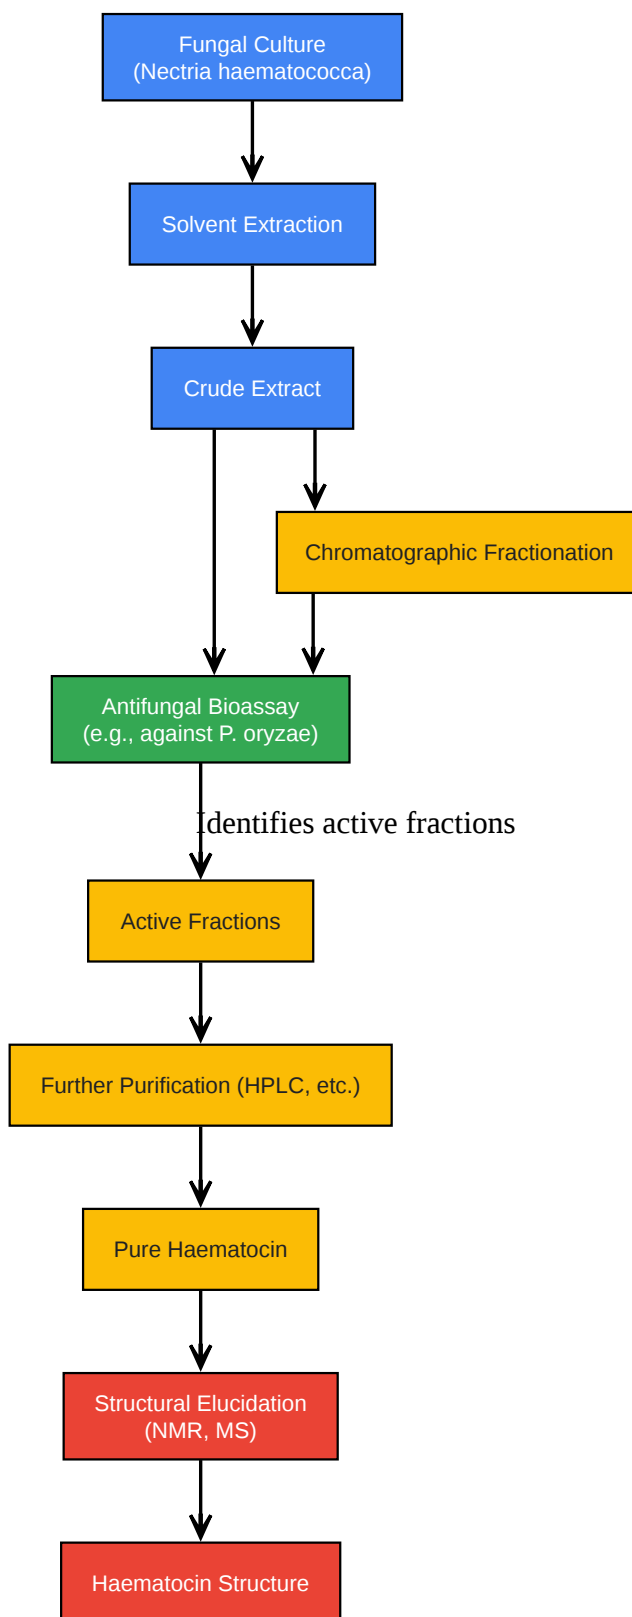 Fungal Culture
(Nectria haematococca)
Solvent Extraction
Crude Extract
Chromatographic Fractionation
Antifungal Bioassay
(e.g., against P. oryzae)
Identifies active fractions
Active Fractions
Further Purification (HPLC, etc.)
Pure Haematocin
Structural Elucidation
(NMR, MS)
Haematocin Structure